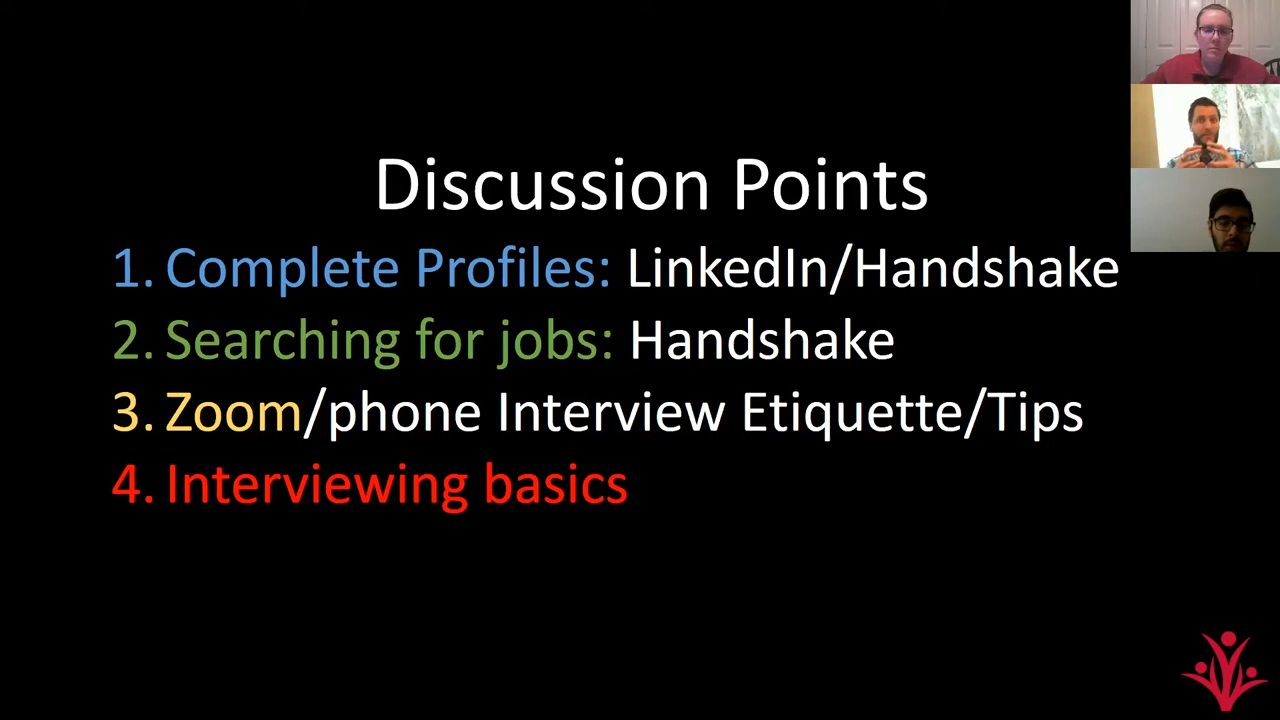 Discussion Points
1. Complete Profiles: LinkedIn/Handshake
2. Searching for jobs: Handshake
3. Zoom/phone Interview Etiquette/Tips
4. Interviewing basics